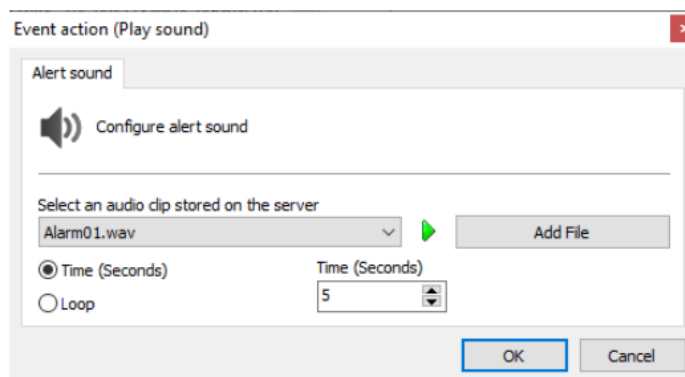 Event action (Play sound)
Alert sound
Configure alert sound
Select an audio clip stored on the server
Alarm01.wav
Add File
Time (Seconds)
Time (Seconds)
Loop
5
OK
Cancel